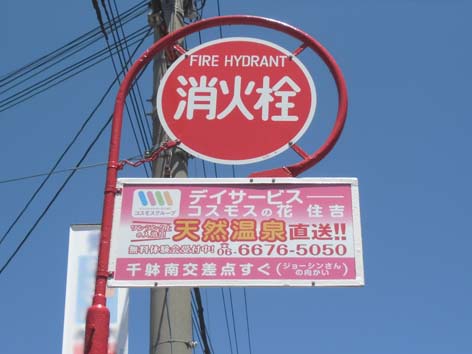 FIRE HYDRANT
消火栓
コスモスグループ
デイサービス
コスモスの花 住吉
天然温泉直送!!
無料体験会受付中! ☎06-6676-5050
千躰南交差点すぐ(ジョーシンさんの向かい)